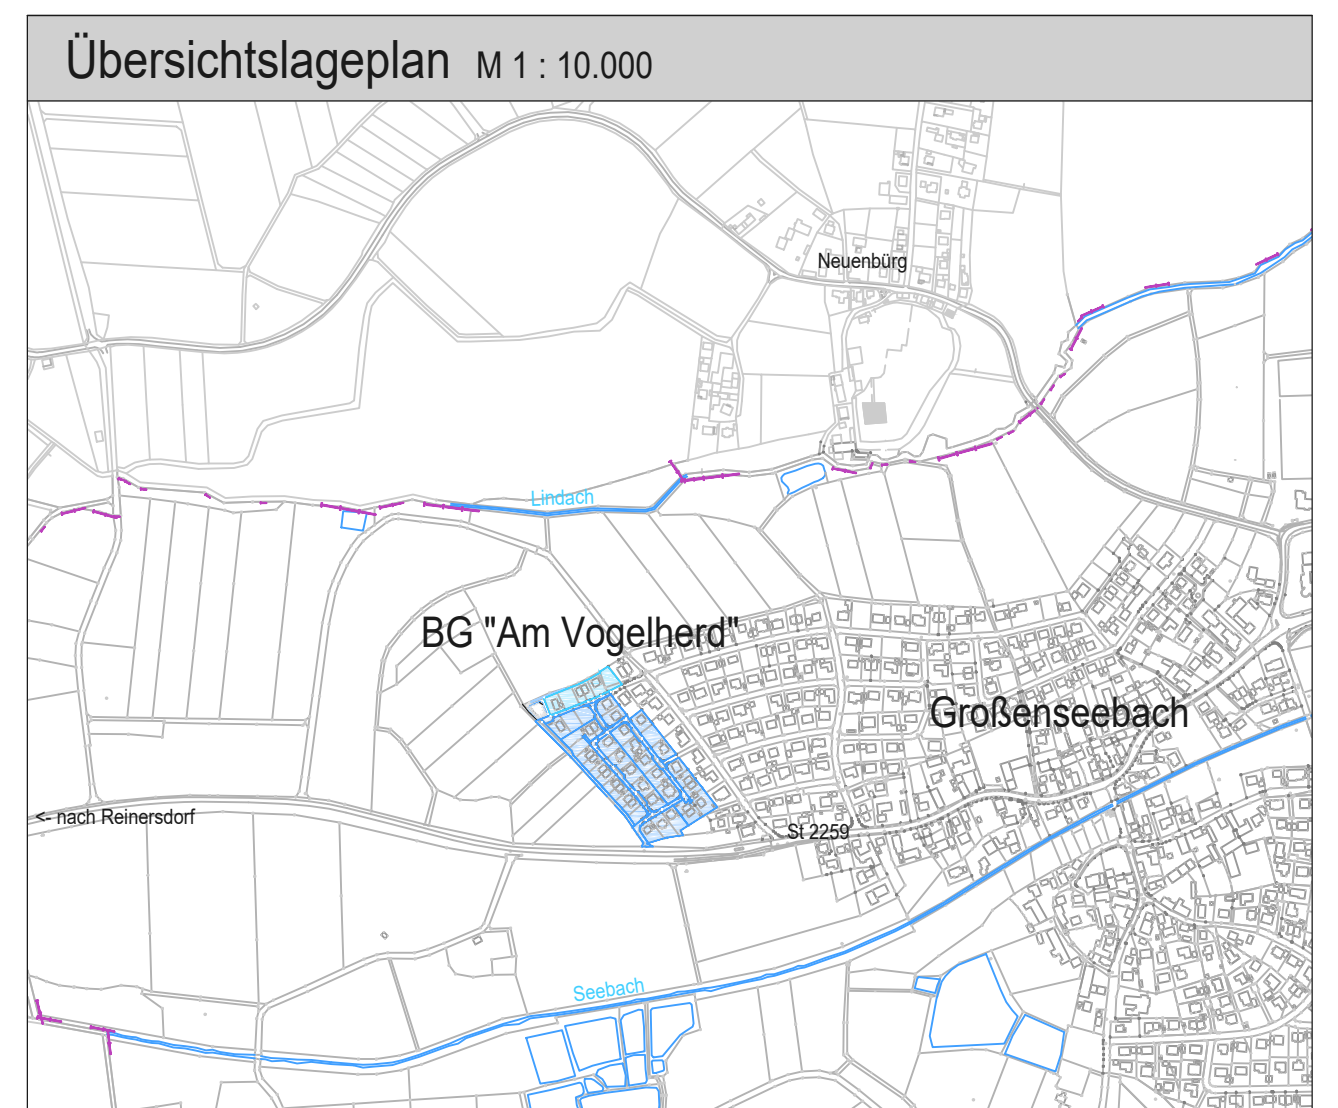 Übersichtslageplan M 1 : 10.000
Neuenbürg
Lindach
BG "Am Vogelherd"
Großenseebach
<- nach Reinersdorf
St 2259
Seebach